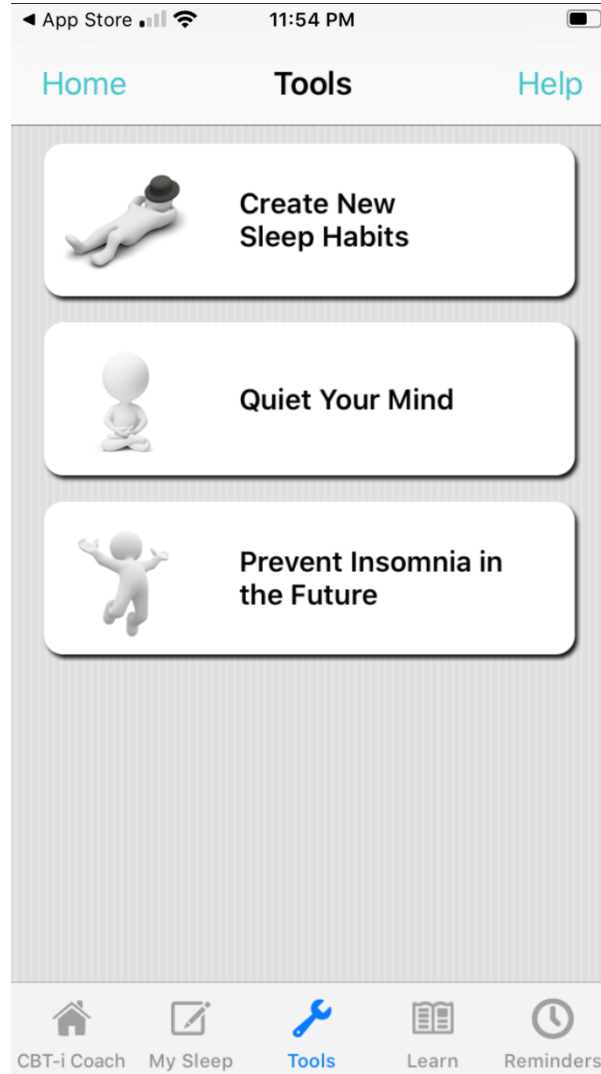 ◀ App Store 11:54 PM
Home Tools Help
Create New
Sleep Habits
Quiet Your Mind
Prevent Insomnia in
the Future
CBT-i Coach My Sleep Tools Learn Reminders